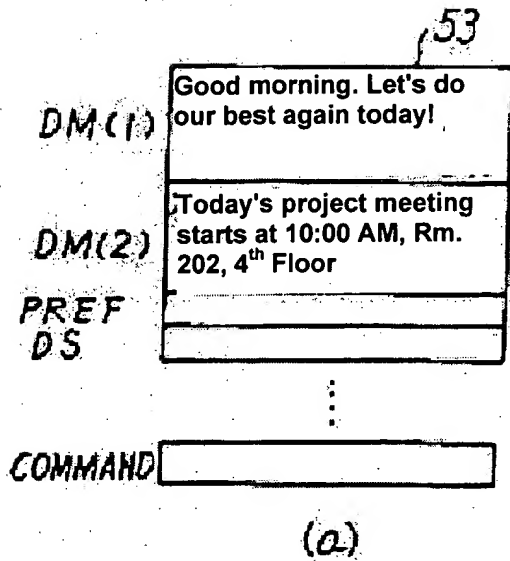 53
DM(1)
Good morning. Let's do
our best again today!
DM(2)
Today's project meeting
starts at 10:00 AM, Rm.
202, 4th Floor
PREF
DS
COMMAND
(a)